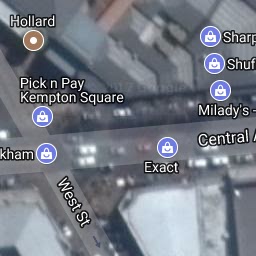 Hollard
Sharp
Shuf
Pick n Pay
Kempton Square
Milady's -
Central A
kham
Exact
West St